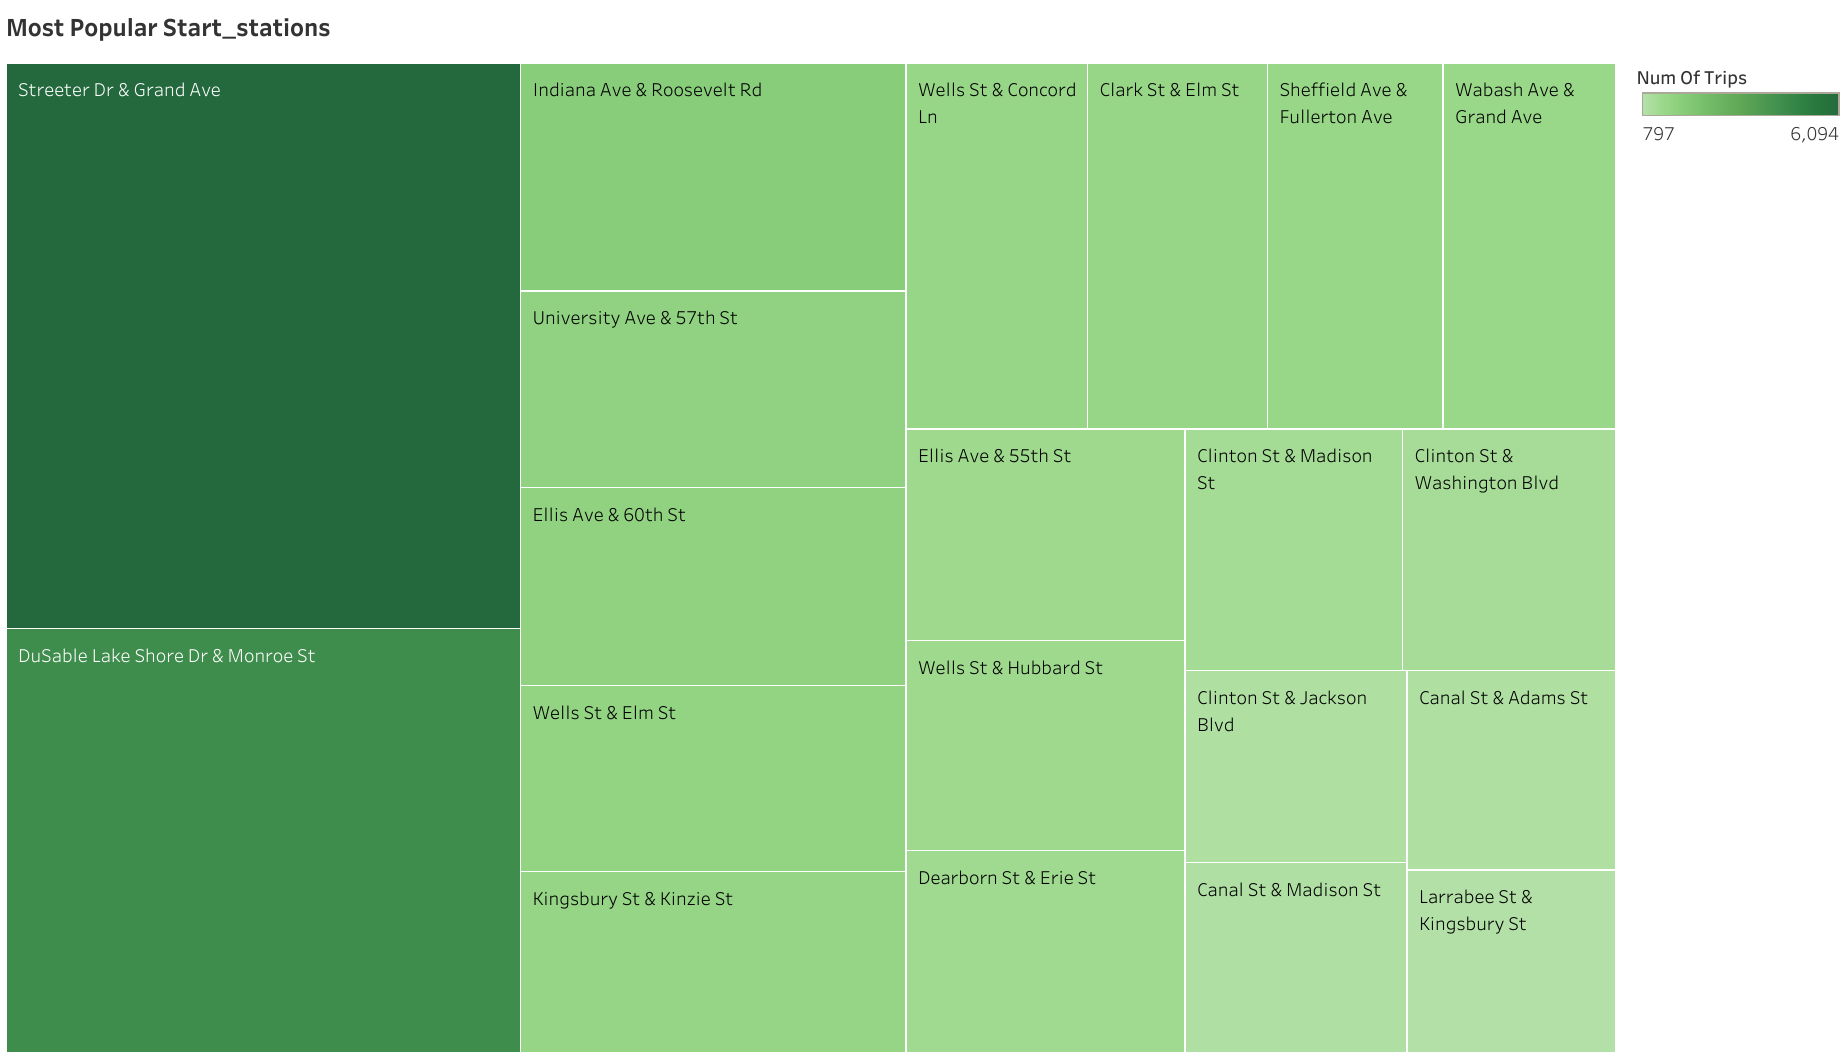 Most Popular Start_stations
Streeter Dr & Grand Ave
DuSable Lake Shore Dr & Monroe St
Indiana Ave & Roosevelt Rd
University Ave & 57th St
Ellis Ave & 60th St
Wells St & Elm St
Kingsbury St & Kinzie St
Wells St & Concord
Ln
Clark St & Elm St
Sheffield Ave &
Fullerton Ave
Wabash Ave &
Grand Ave
Ellis Ave & 55th St
Wells St & Hubbard St
Dearborn St & Erie St
Clinton St & Madison
St
Clinton St &
Washington Blvd
Clinton St & Jackson
Blvd
Canal St & Adams St
Canal St & Madison St
Larrabee St &
Kingsbury St
Num Of Trips
797 6,094